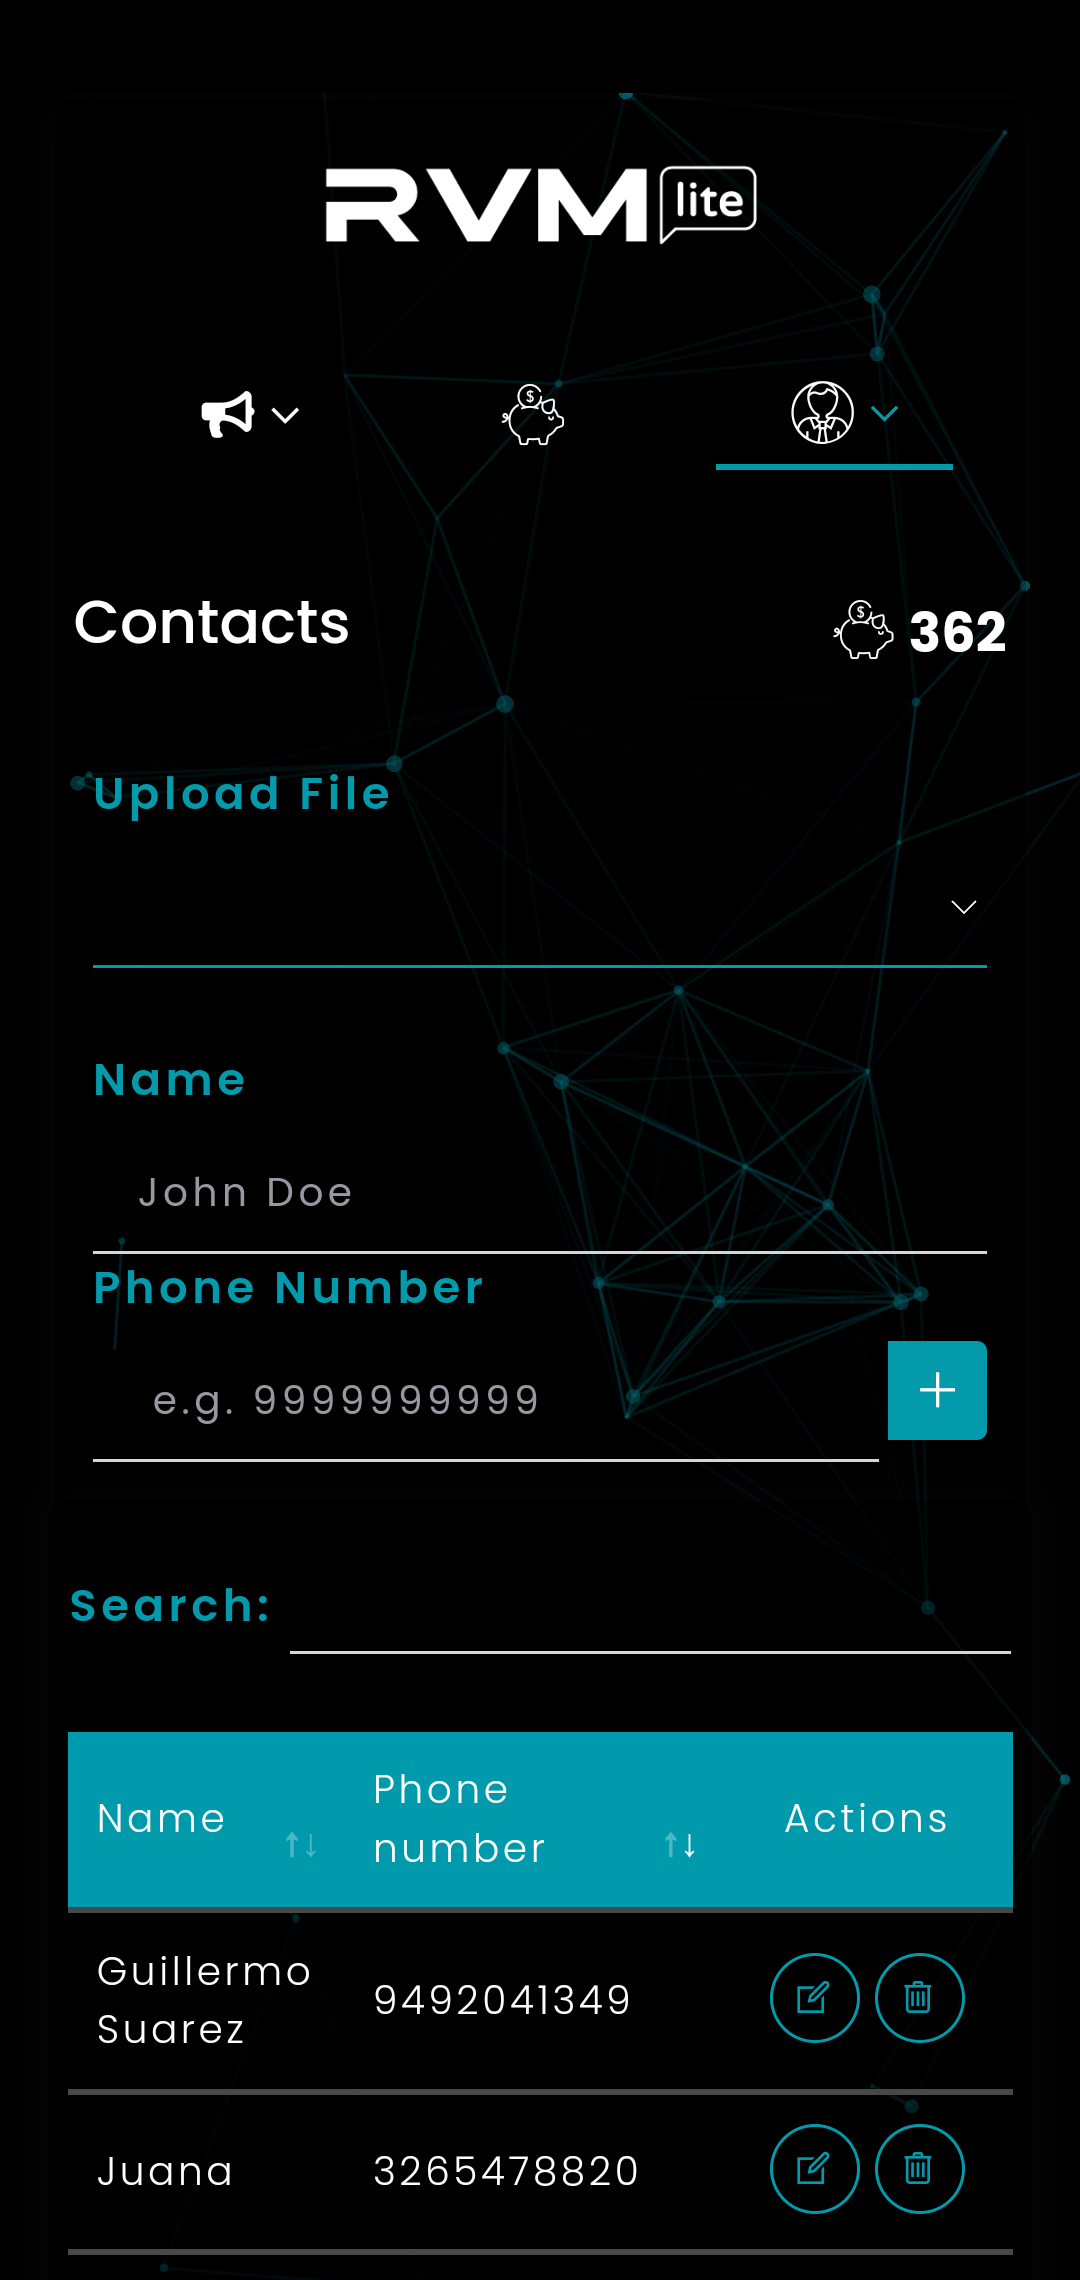 RVM lite
Contacts
362
Upload File
Name
John Doe
Phone Number
e.g. 9999999999
Search:
Name
Phone
number
Actions
Guillermo
Suarez
9492041349
Juana
3265478820